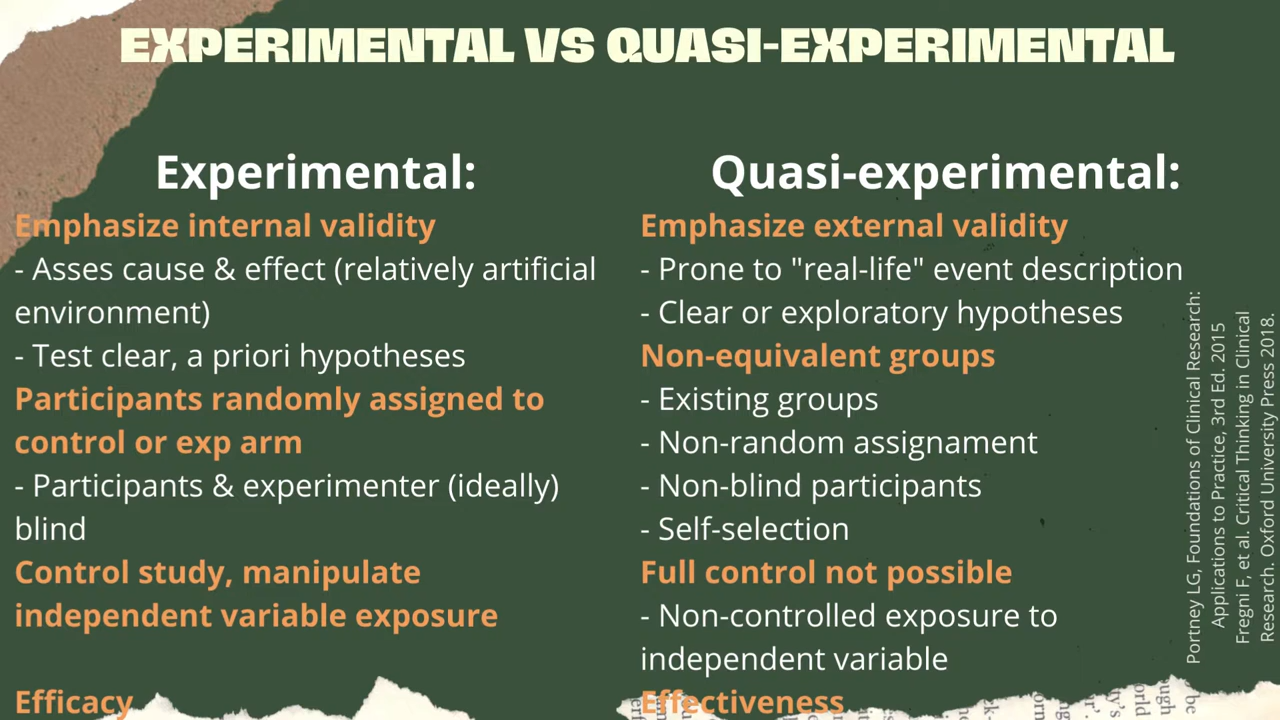 EXPERIMENTAL VS QUASI-EXPERIMENTAL
Experimental:
Emphasize internal validity
- Asses cause & effect (relatively artificial
environment)
- Test clear, a priori hypotheses
Participants randomly assigned to
control or exp arm
- Participants & experimenter (ideally)
blind
Control study, manipulate
independent variable exposure
Efficacy
Quasi-experimental:
Emphasize external validity
- Prone to "real-life" event description
- Clear or exploratory hypotheses
Non-equivalent groups
- Existing groups
- Non-random assignament
- Non-blind participants
- Self-selection
Full control not possible
- Non-controlled exposure to
independent variable
Effectiveness
Portney LG, Foundations of Clinical Research:
Applications to Practice, 3rd Ed. 2015
Fregni F, et al. Critical Thinking in Clinical
Research. Oxford University Press 2018.